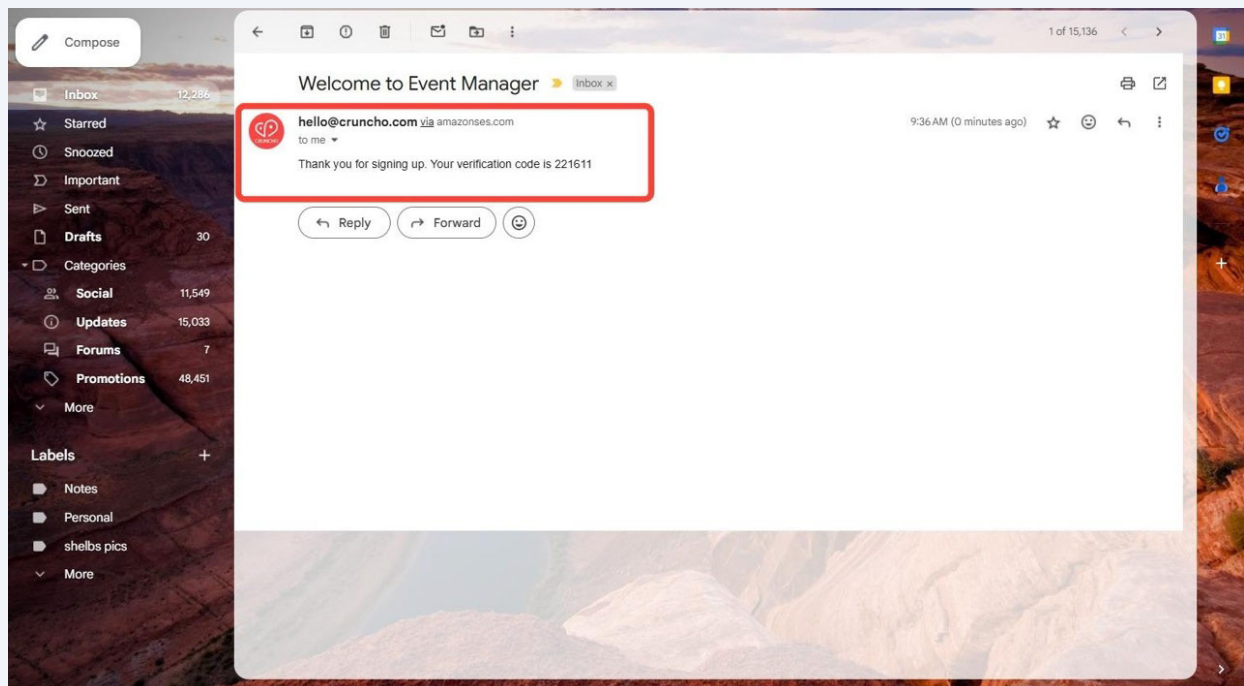 Compose
1 of 15,136
Welcome to Event Manager
Inbox ×
Inbox 12,286
hello@cruncho.com via amazonses.com
9:36 AM (0 minutes ago)
CRUNCHO
to me
Starred
Snoozed
Thank you for signing up. Your verification code is 221611
Important
Sent
Reply
Forward
Drafts 30
Categories
Social 11,549
Updates 15,033
Forums 7
Promotions 48,451
More
Labels
Notes
Personal
shelbs pics
More
31